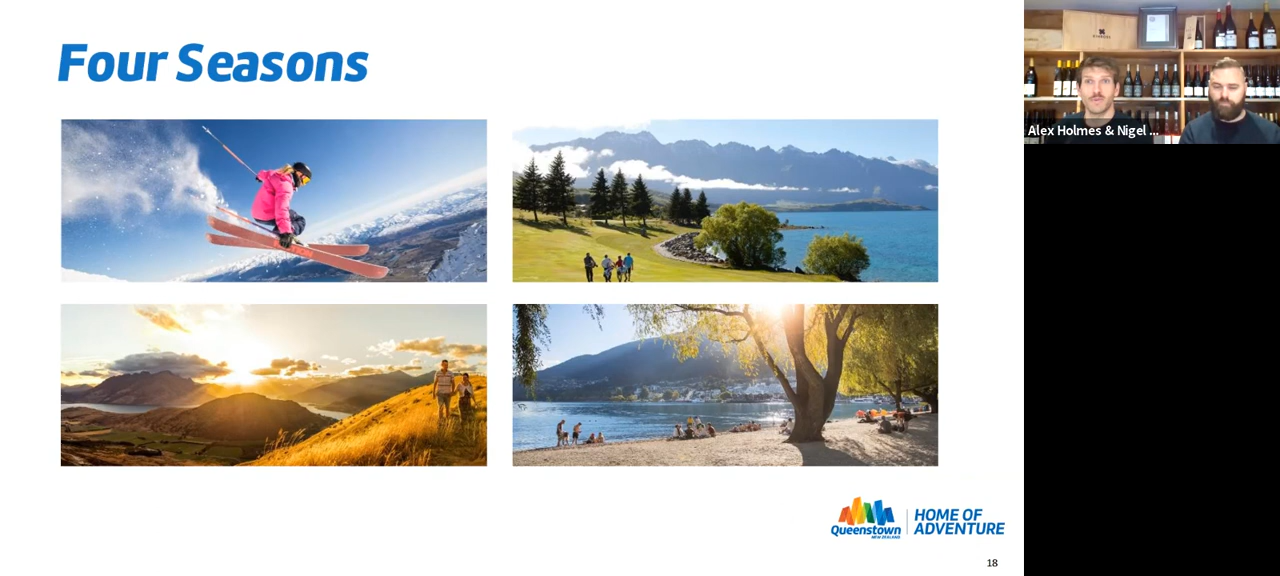 Four Seasons
Alex Holmes & Nigel ...
Queenstown
NEW ZEALAND
HOME OF
ADVENTURE
18